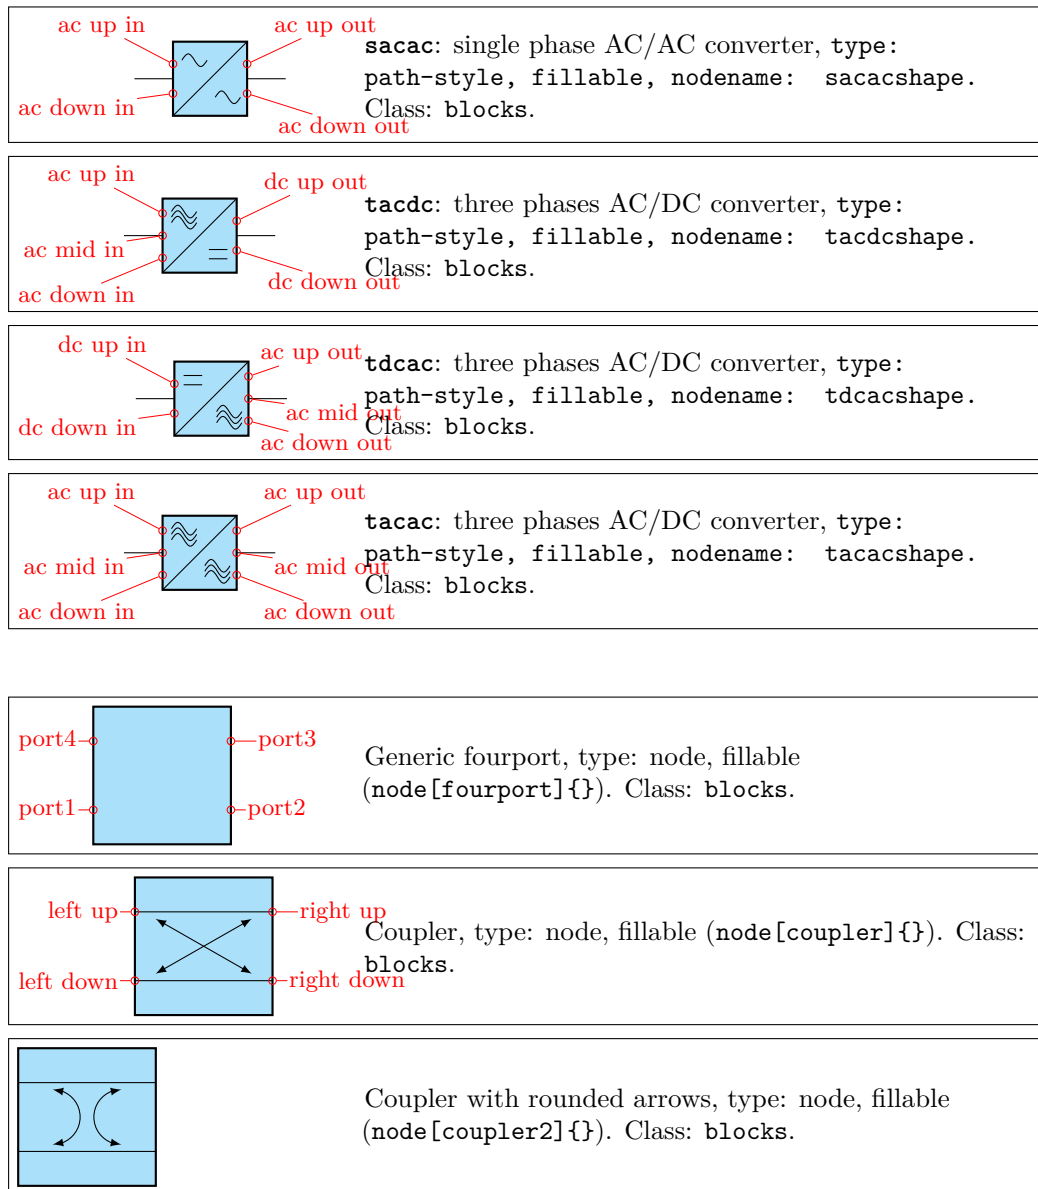 ac up in
ac up out
ac down in
ac down out
sacac: single phase AC/AC converter, type:
path-style, fillable, nodename: sacacshape.
Class: blocks.
ac up in
dc up out
ac mid in
ac down in
dc down out
tacdc: three phases AC/DC converter, type:
path-style, fillable, nodename: tacdcshape.
Class: blocks.
dc up in
ac up out
dc down in
ac mid out
ac down out
tdcac: three phases AC/DC converter, type:
path-style, fillable, nodename: tdcacshape.
Class: blocks.
ac up in
ac up out
ac mid in
ac mid out
ac down in
ac down out
tacac: three phases AC/DC converter, type:
path-style, fillable, nodename: tacacshape.
Class: blocks.
port4
port3
port1
port2
Generic fourport, type: node, fillable
(node[fourport]{}). Class: blocks.
left up
right up
left down
right down
Coupler, type: node, fillable (node[coupler]{}). Class:
blocks.
Coupler with rounded arrows, type: node, fillable
(node[coupler2]{}). Class: blocks.